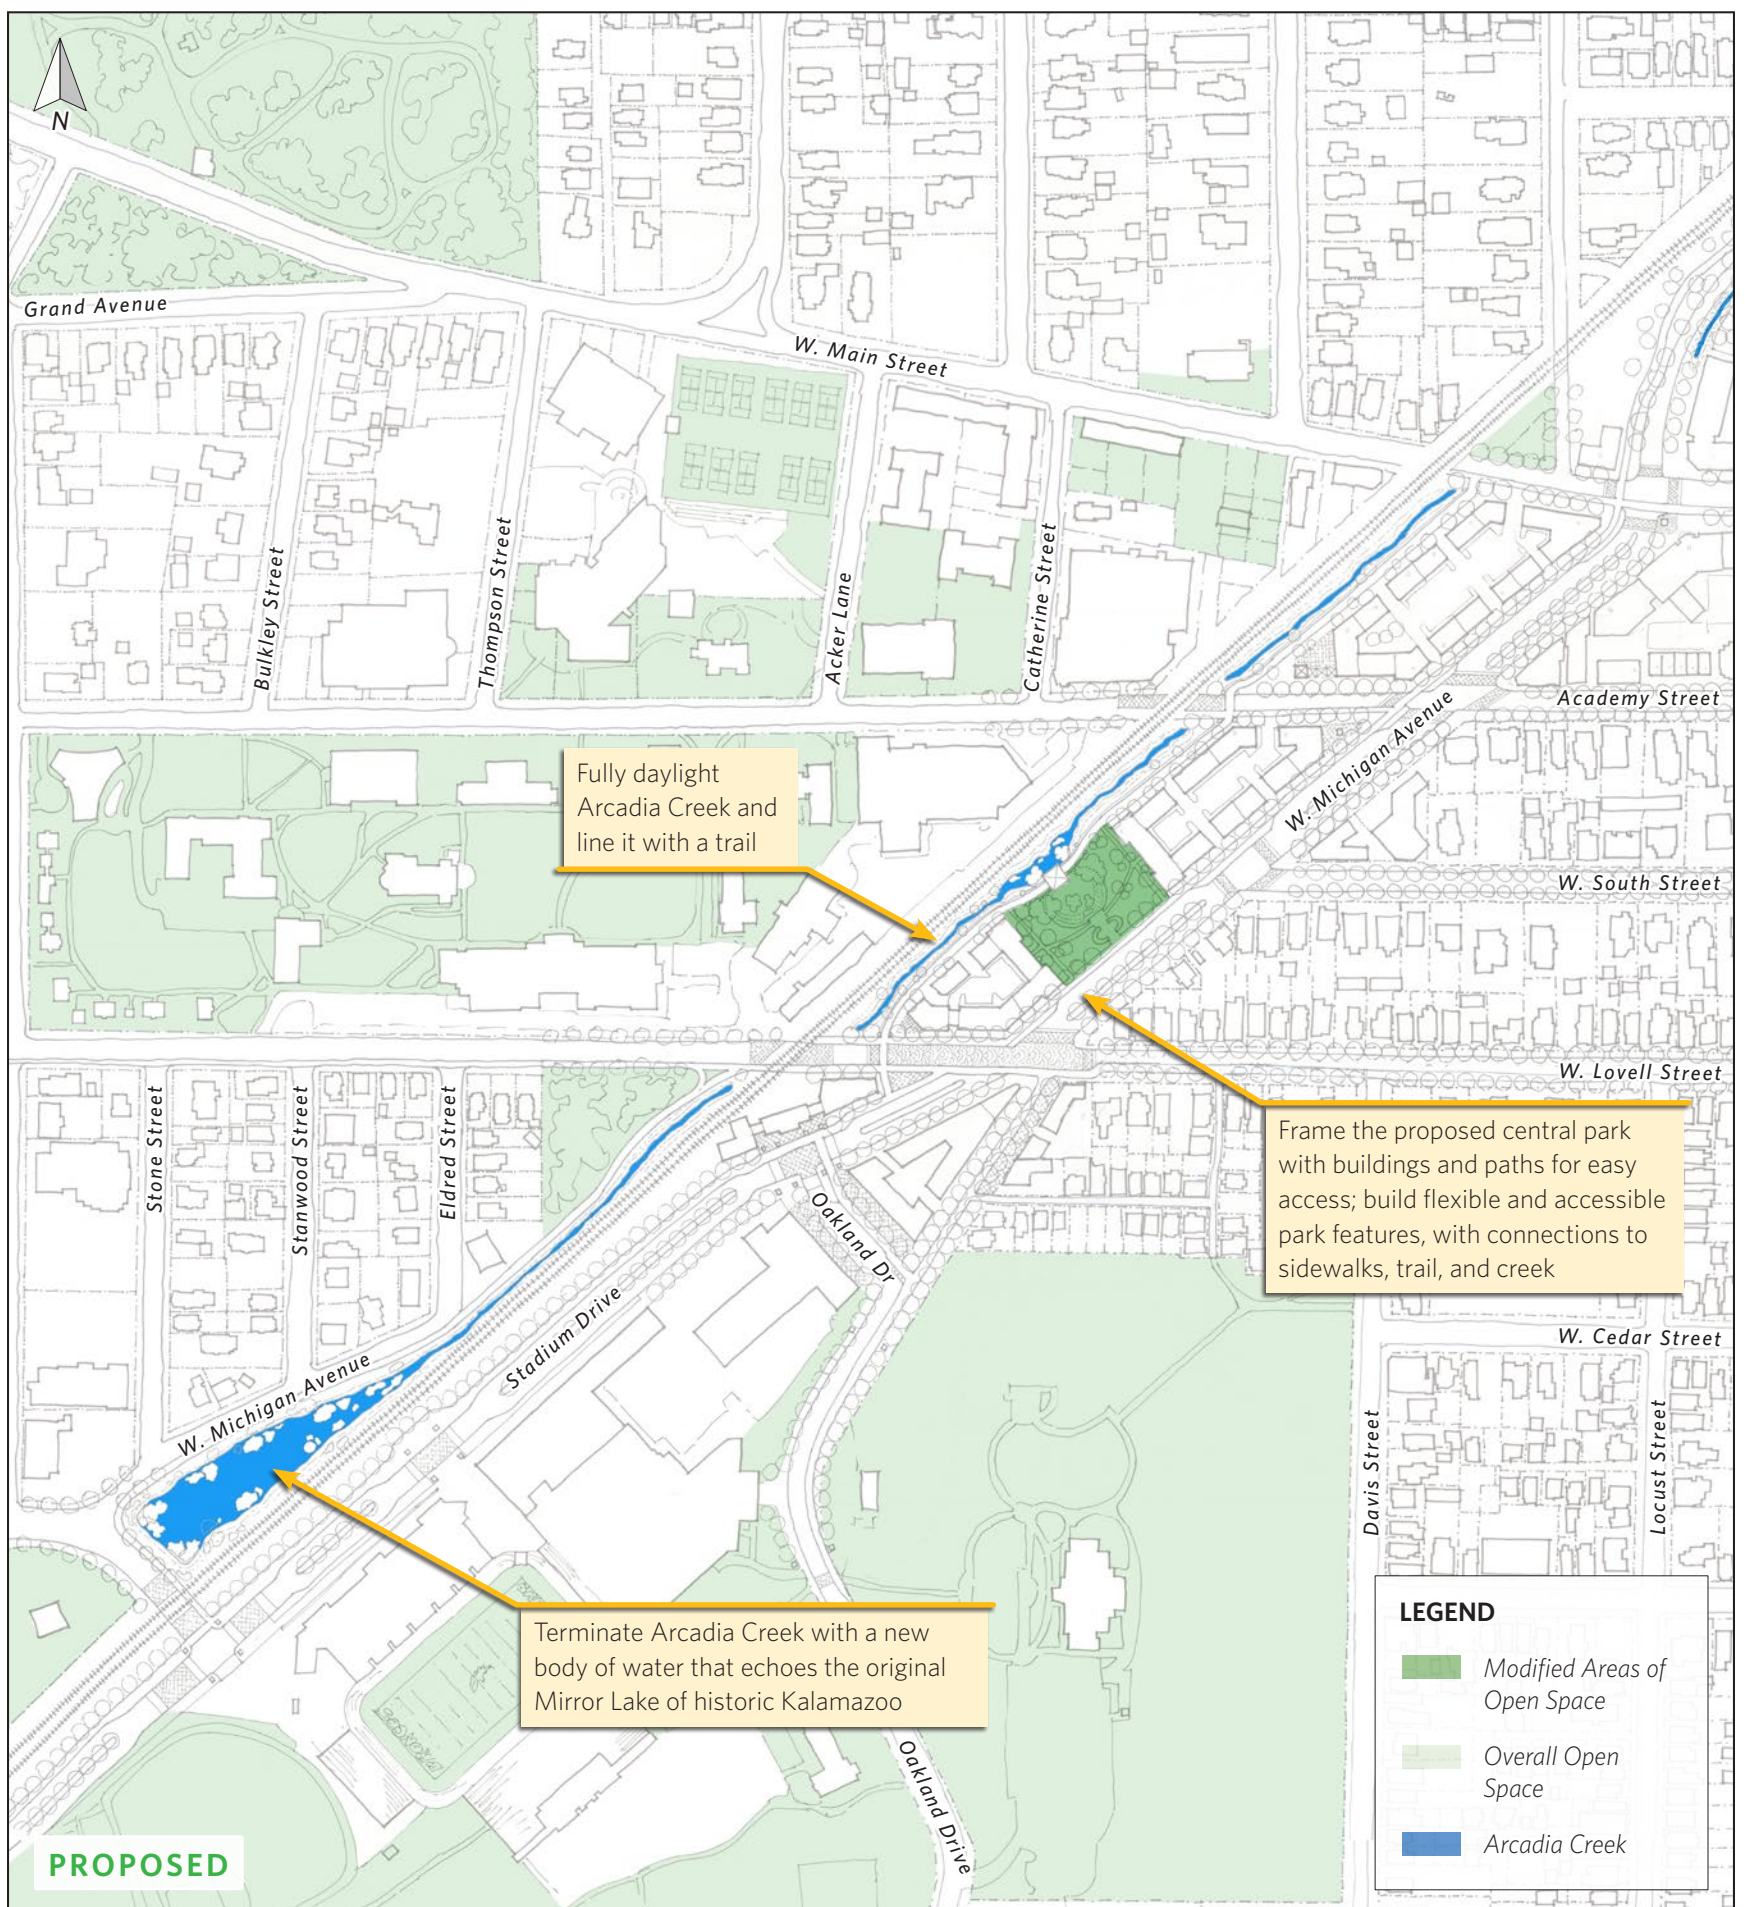 N
Grand Avenue
W. Main Street
Bulkley Street
Thompson Street
Acker Lane
Catherine Street
Academy Street
W. Michigan Avenue
Fully daylight
Arcadia Creek and
line it with a trail
W. South Street
W. Lovell Street
Stone Street
Stanwood Street
Eldred Street
Frame the proposed central park
with buildings and paths for easy
access; build flexible and accessible
park features, with connections to
sidewalks, trail, and creek
Oakland Dr
Stadium Drive
W. Cedar Street
W. Michigan Avenue
Davis Street
Locust Street
Terminate Arcadia Creek with a new
body of water that echoes the original
Mirror Lake of historic Kalamazoo
Oakland Drive
LEGEND
Modified Areas of
Open Space
Overall Open
Space
Arcadia Creek
PROPOSED